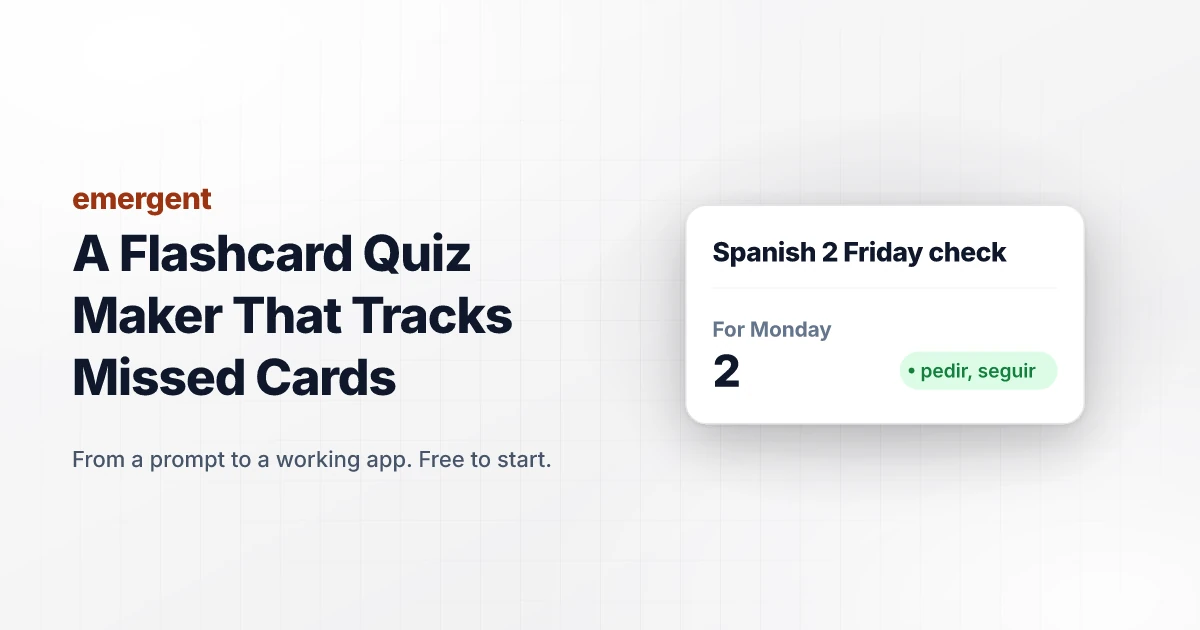 emergent
A Flashcard Quiz
Maker That Tracks
Missed Cards
From a prompt to a working app. Free to start.
Spanish 2 Friday check
For Monday
2
• pedir, seguir